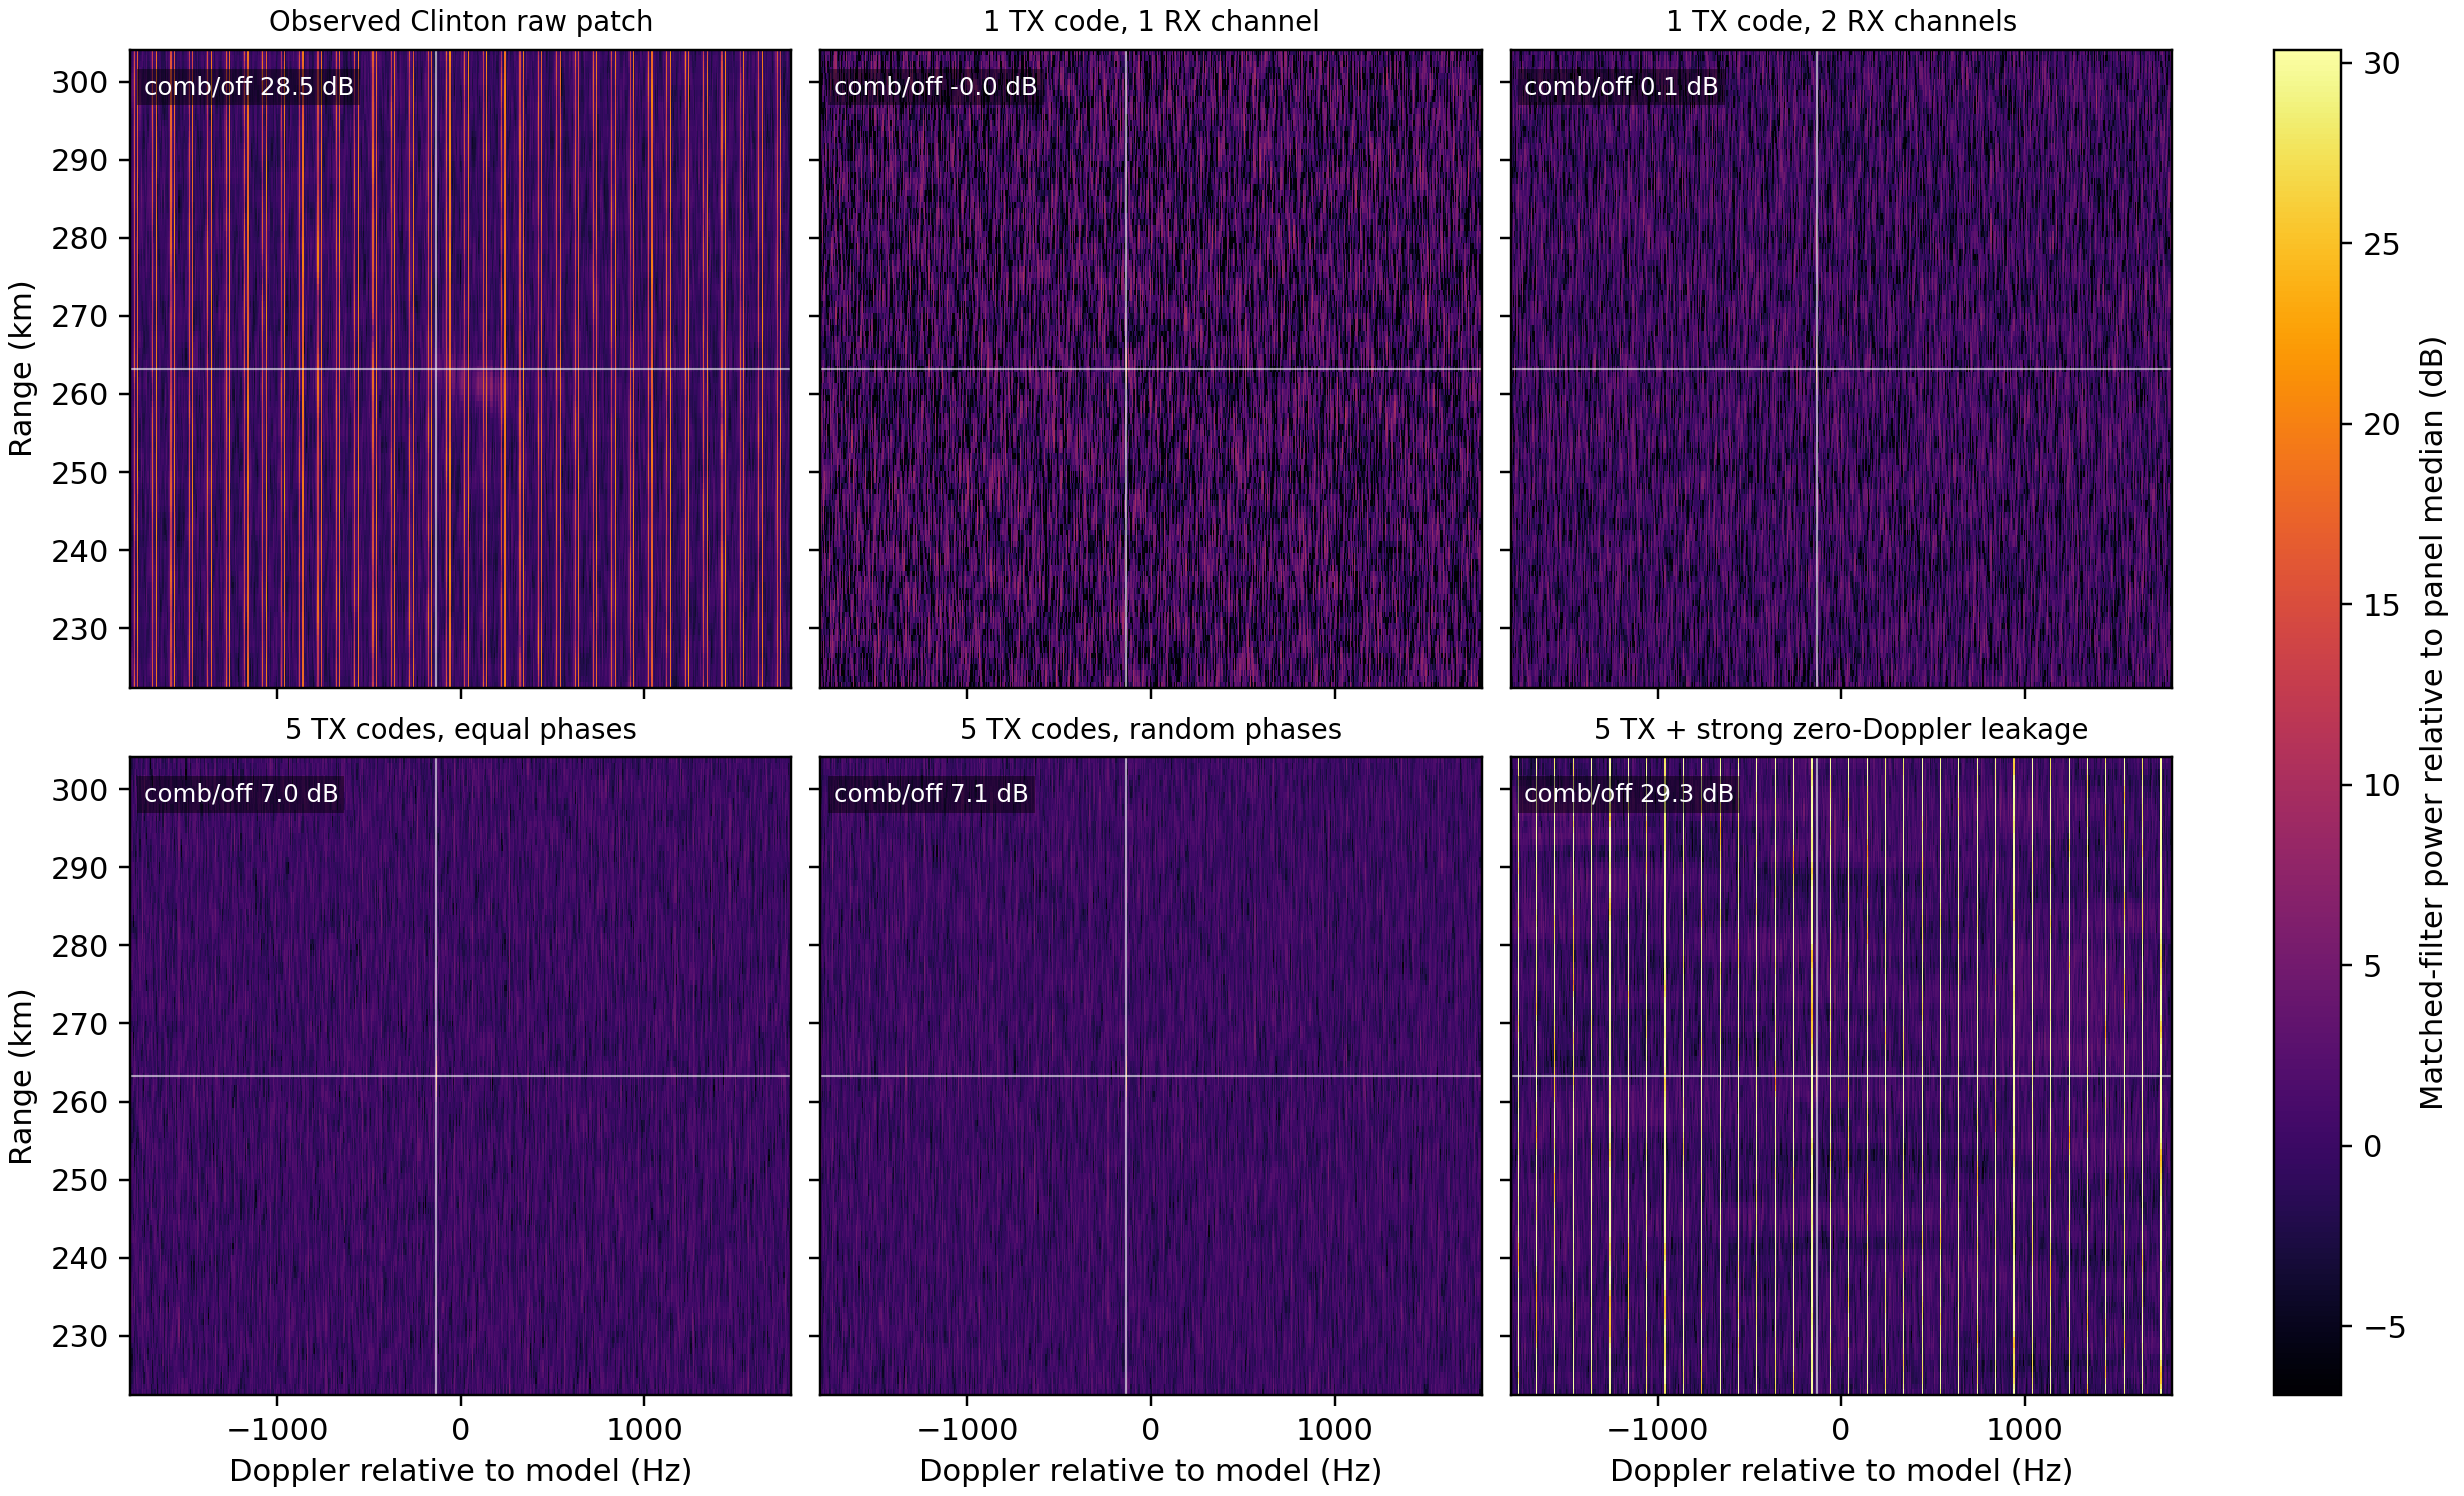 Observed Clinton raw patch
1 TX code, 1 RX channel
1 TX code, 2 RX channels
comb/off 28.5 dB
comb/off -0.0 dB
comb/off 0.1 dB
300
290
280
270
260
250
240
230
Range (km)
5 TX codes, equal phases
5 TX codes, random phases
5 TX + strong zero-Doppler leakage
comb/off 7.0 dB
comb/off 7.1 dB
comb/off 29.3 dB
300
290
280
270
260
250
240
230
Range (km)
−1000
0
1000
−1000
0
1000
−1000
0
1000
Doppler relative to model (Hz)
Doppler relative to model (Hz)
Doppler relative to model (Hz)
30
25
20
15
10
5
0
−5
Matched-filter power relative to panel median (dB)